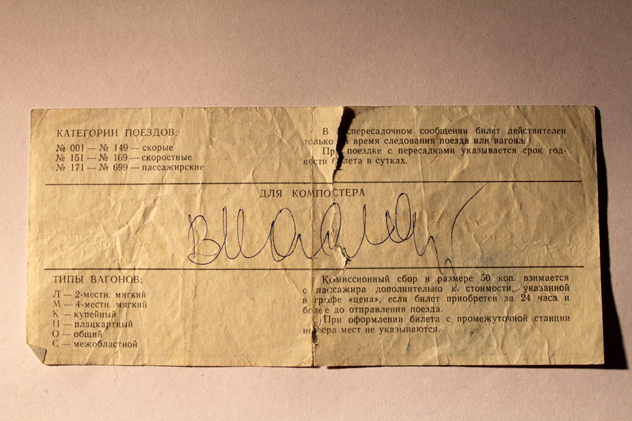 КАТЕГОРИИ ПОЕЗДОВ:
№ 001 — № 149 — скорые
№ 151 — № 169 — скоростные
№ 171 — № 699 — пассажирские
В беспересадочном сообщении билет действителен
только на время следования поезда или вагона.
При поездке с пересадками указывается срок год-
ности билета в сутках.
ДЛЯ КОМПОСТЕРА
ТИПЫ ВАГОНОВ:
Л — 2-местн. мягкий
М — 4-местн. мягкий
К — купейный
П — плацкартный
О — общий
С — межобластной
Комиссионный сбор в размере 50 коп. взимается
с пассажира дополнительно к стоимости, указанной
в графе «цена», если билет приобретен за 24 часа и
более до отправления поезда.
При оформлении билета с промежуточной станции
номера мест не указываются.